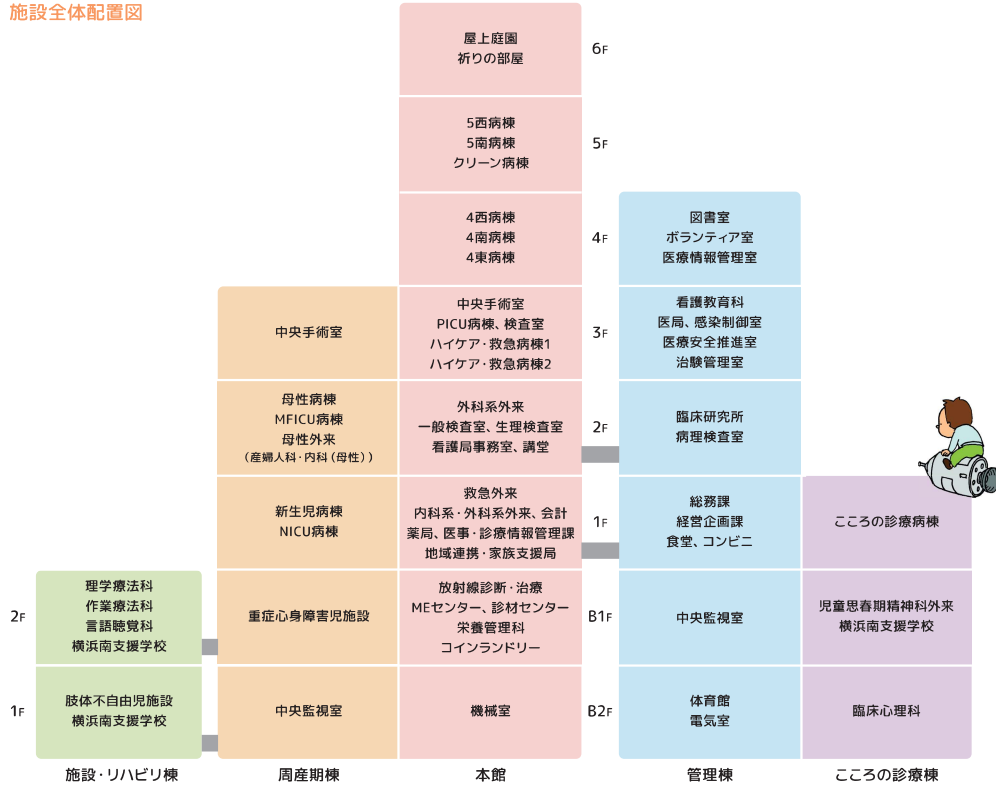 施設全体配置図
屋上庭園
祈りの部屋
6F
5西病棟
5南病棟
クリーン病棟
5F
4西病棟
4南病棟
4東病棟
4F
図書室
ボランティア室
医療情報管理室
中央手術室
中央手術室
PICU病棟、検査室
ハイケア・救急病棟1
ハイケア・救急病棟2
3F
看護教育科
医局、感染制御室
医療安全推進室
治験管理室
母性病棟
MFICU病棟
母性外来
（産婦人科・内科（母性））
外科系外来
一般検査室、生理検査室
看護局事務室、講堂
2F
臨床研究所
病理検査室
新生児病棟
NICU病棟
救急外来
内科系・外科系外来、会計
薬局、医事・診療情報管理課
地域連携・家族支援局
1F
総務課
経営企画課
食堂、コンビニ
こころの診療病棟
2F
理学療法科
作業療法科
言語聴覚科
横浜南支援学校
重症心身障害児施設
放射線診断・治療
MEセンター、診材センター
栄養管理科
コインランドリー
B1F
中央監視室
児童思春期精神科外来
横浜南支援学校
1F
肢体不自由児施設
横浜南支援学校
中央監視室
機械室
B2F
体育館
電気室
臨床心理科
施設・リハビリ棟
周産期棟
本館
管理棟
こころの診療棟